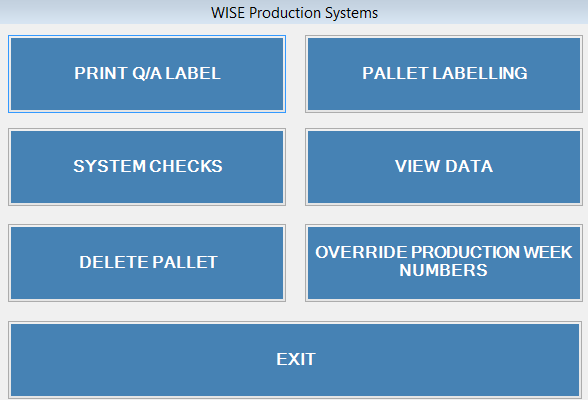 WISE Production Systems
PRINT Q/A LABEL
PALLET LABELLING
SYSTEM CHECKS
VIEW DATA
DELETE PALLET
OVERRIDE PRODUCTION WEEK
NUMBERS
EXIT